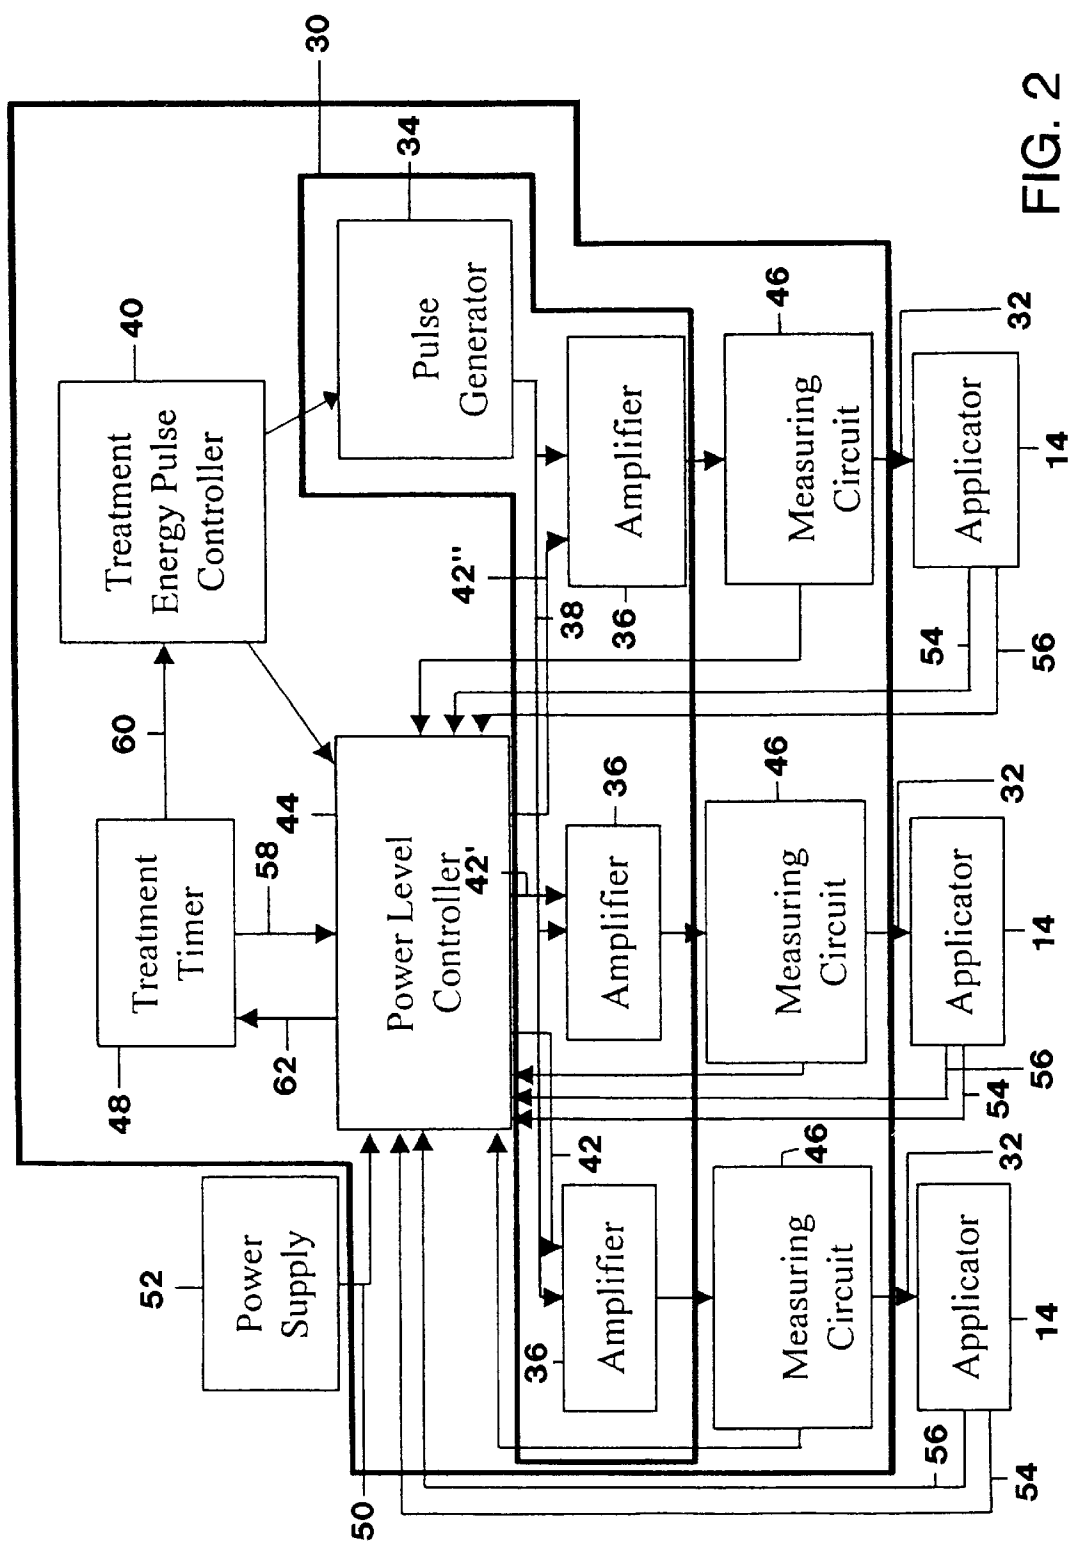 48
60
40
52
Treatment
Timer
Treatment
Energy Pulse
Controller
Power
Supply
62
58
44
30
50
34
Power Level
Controller
Pulse
Generator
42'
42"
36
42
38
Amplifier
Amplifier
36
Amplifier
36
46
46
46
Measuring
Circuit
Measuring
Circuit
Measuring
Circuit
56
54
Applicator
Applicator
Applicator
54
32
32
32
54
56
56
14
14
14
FIG. 2